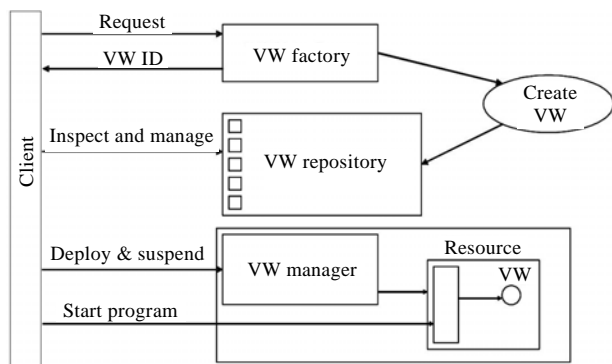 Request
VW ID
VW factory
Create
VW
Client
Inspect and manage
VW repository
Deploy & suspend
VW manager
Resource
VW
Start program